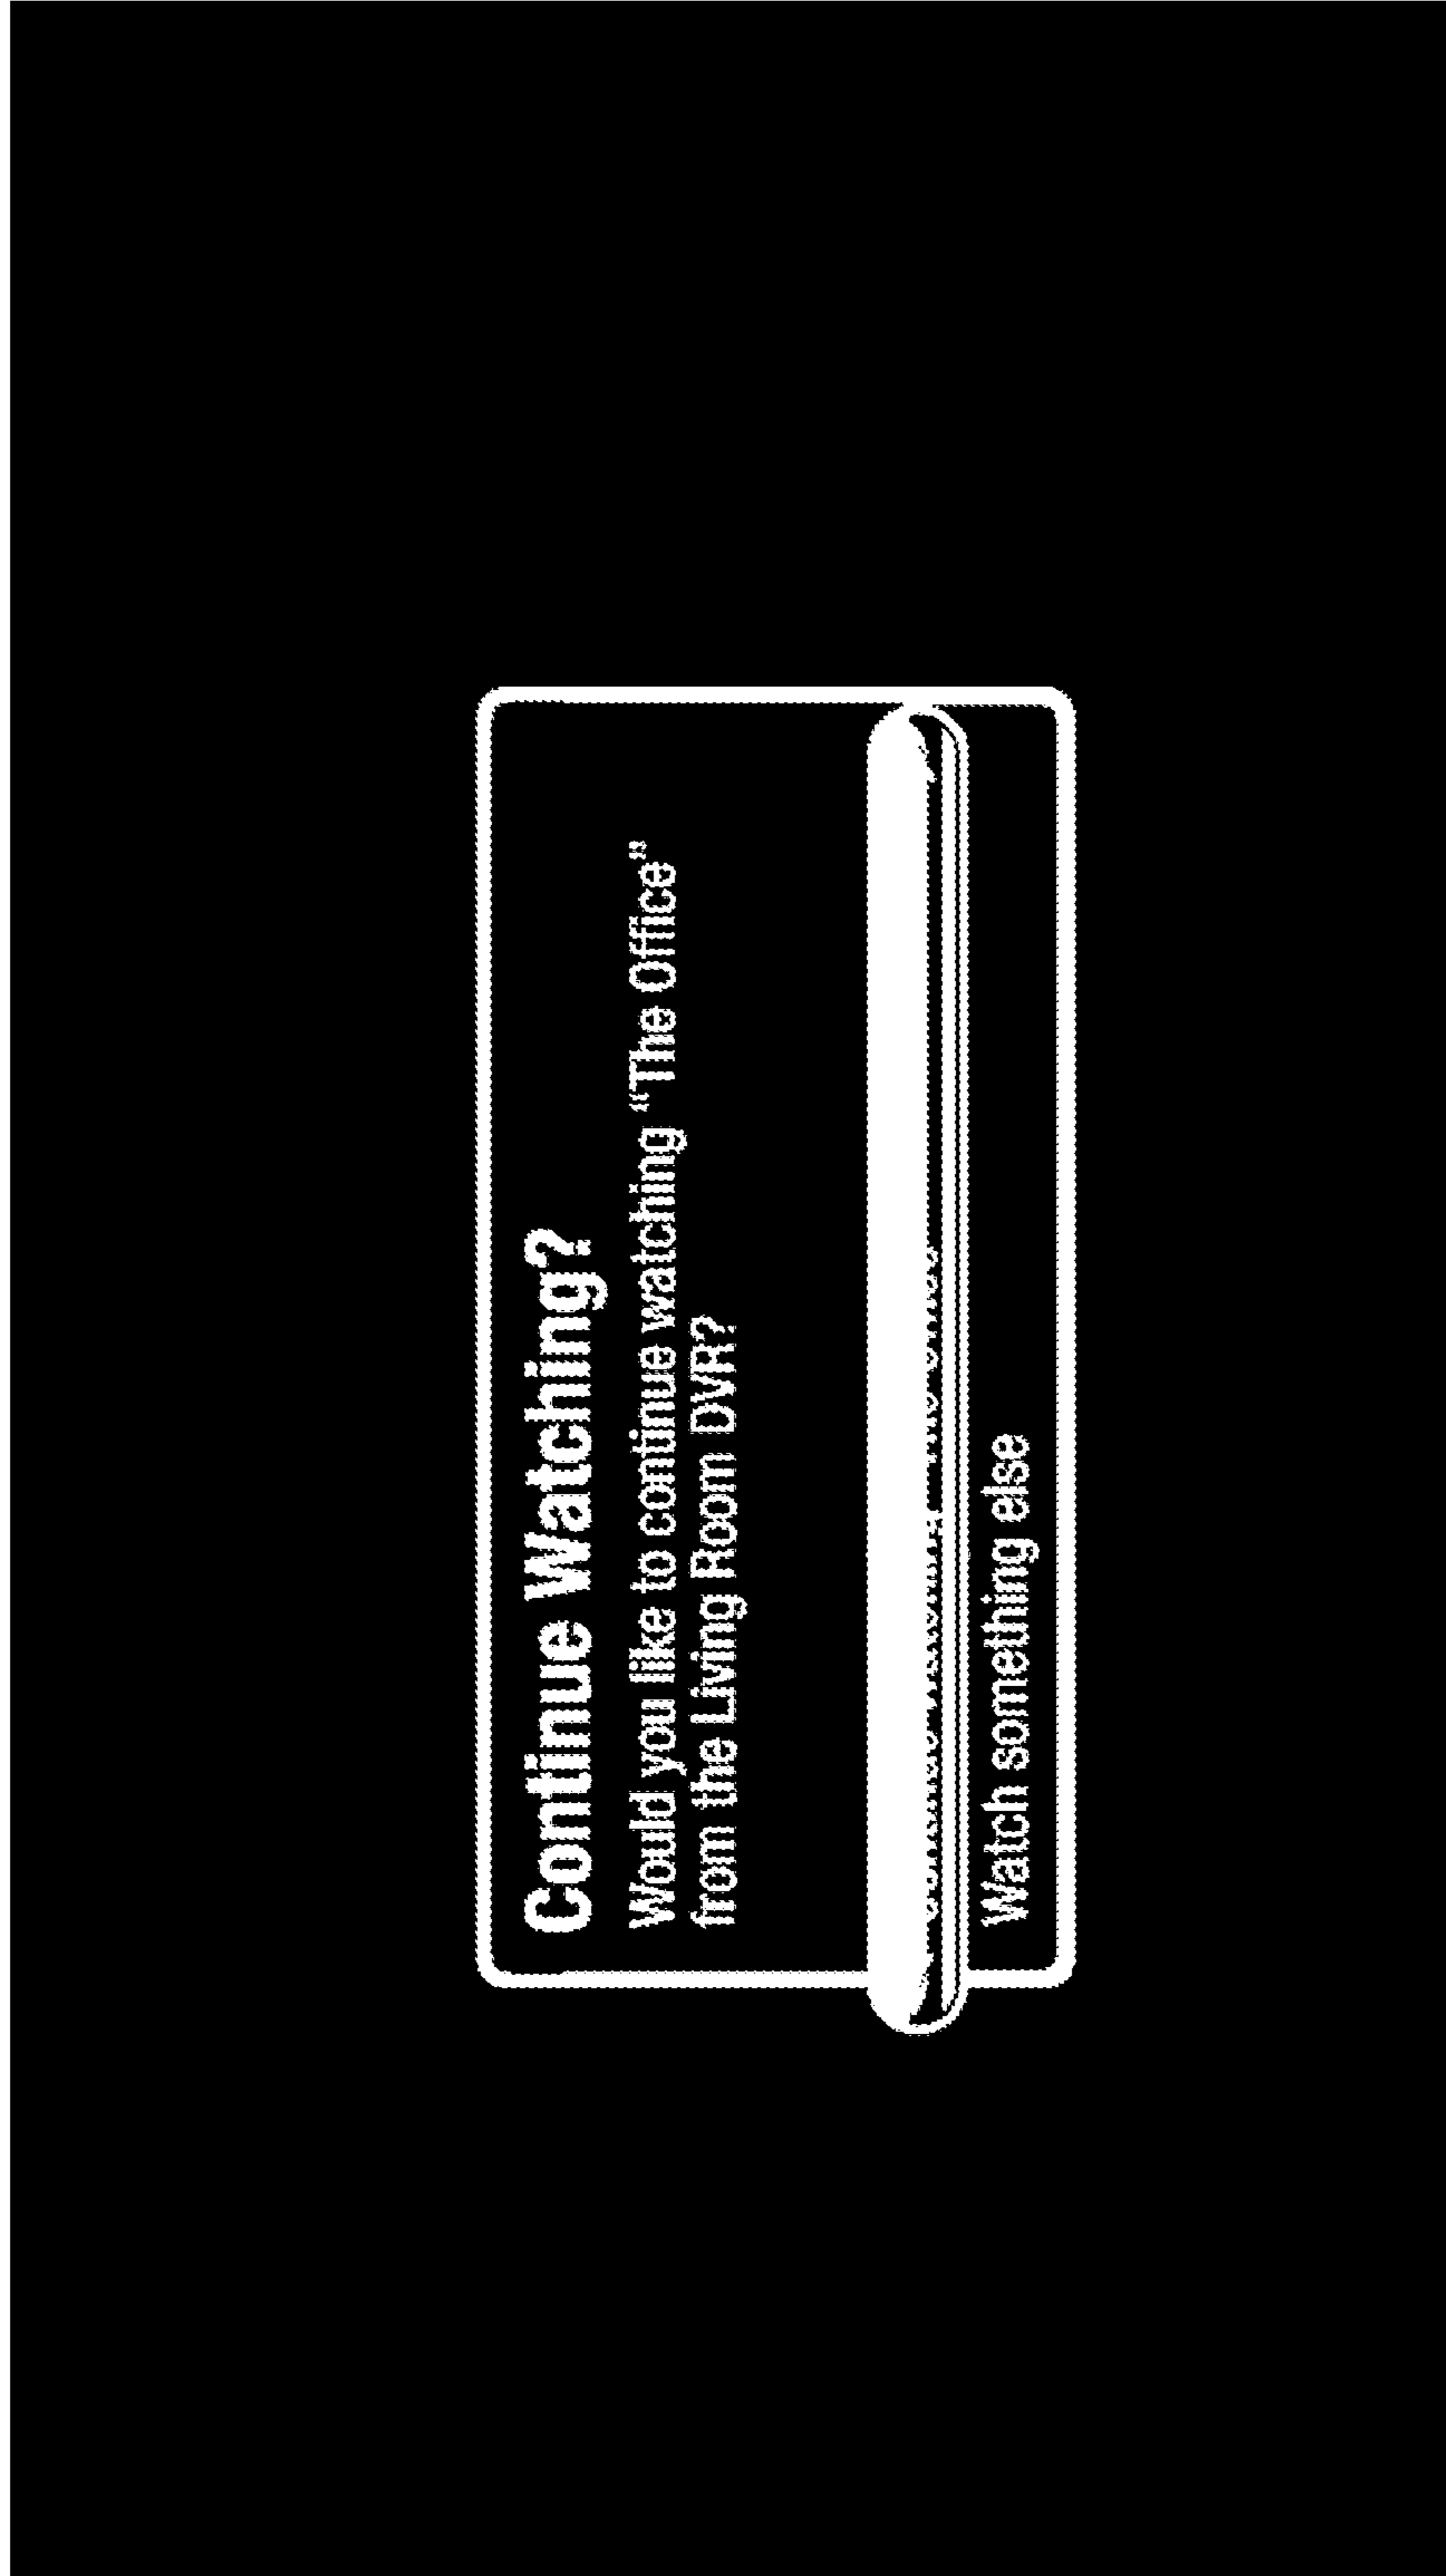 Continue Watching?
Would you like to continue watching “The Office”
from the Living Room DVR?
Watch something else